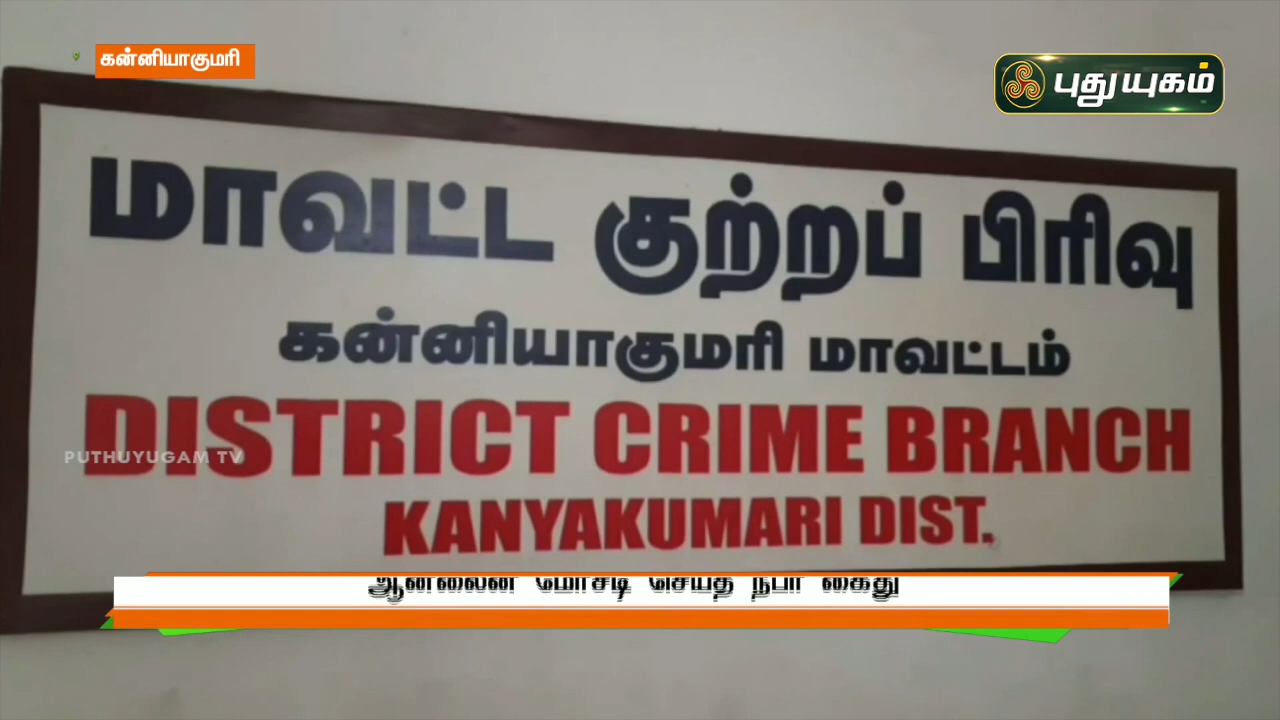 கன்னியாகுமரி
புதுயுகம்
மாவட்ட குற்றப் பிரிவு
கன்னியாகுமரி மாவட்டம்
DISTRICT CRIME BRANCH
PUTHUYUGAM TV
KANYAKUMARI DIST.
ஆன்லைன் மோசடி செய்த நபர் கைது